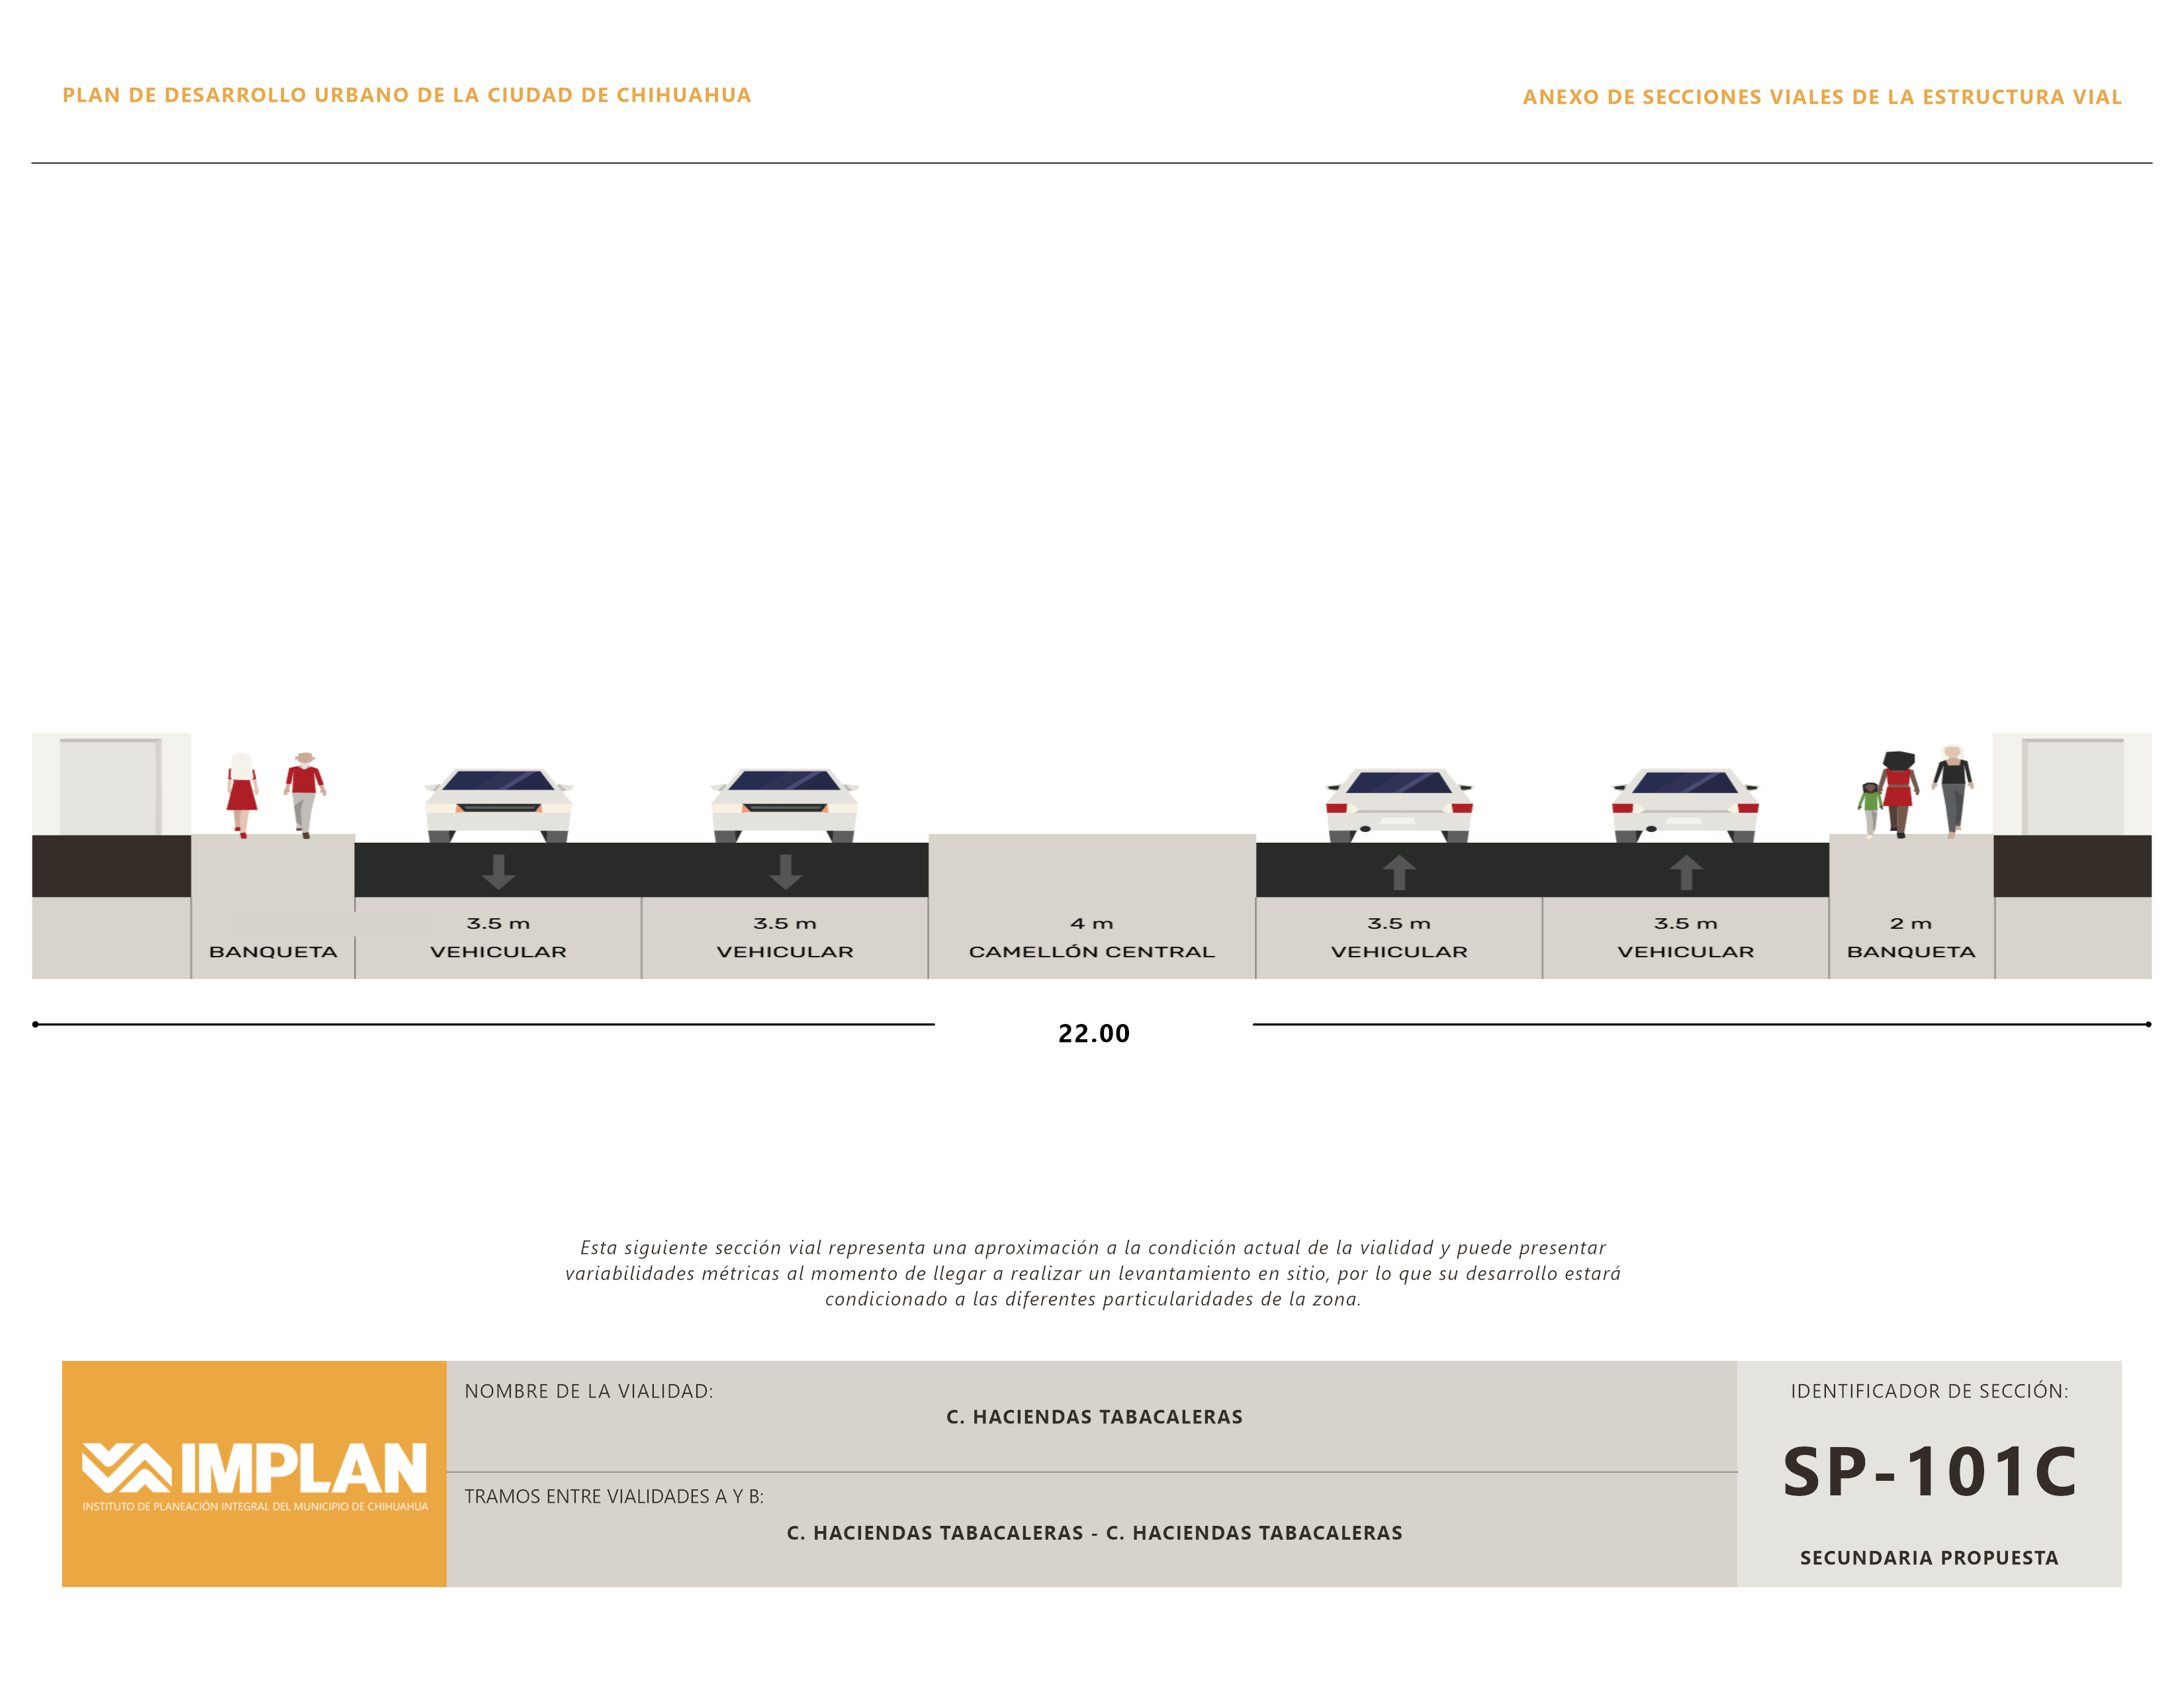 PLAN DE DESARROLLO URBANO DE LA CIUDAD DE CHIHUAHUA
ANEXO DE SECCIONES VIALES DE LA ESTRUCTURA VIAL
3.5 m 3.5 m 4 m 3.5 m 3.5 m 2 m
BANQUETA VEHICULAR VEHICULAR CAMELLÓN CENTRAL VEHICULAR VEHICULAR BANQUETA
22.00
Esta siguiente sección vial representa una aproximación a la condición actual de la vialidad y puede presentar
variabilidades métricas al momento de llegar a realizar un levantamiento en sitio, por lo que su desarrollo estará
condicionado a las diferentes particularidades de la zona.
IMPLAN
INSTITUTO DE PLANEACIÓN INTEGRAL DEL MUNICIPIO DE CHIHUAHUA
NOMBRE DE LA VIALIDAD:
C. HACIENDAS TABACALERAS
TRAMOS ENTRE VIALIDADES A Y B:
C. HACIENDAS TABACALERAS - C. HACIENDAS TABACALERAS
IDENTIFICADOR DE SECCIÓN:
SP-101C
SECUNDARIA PROPUESTA